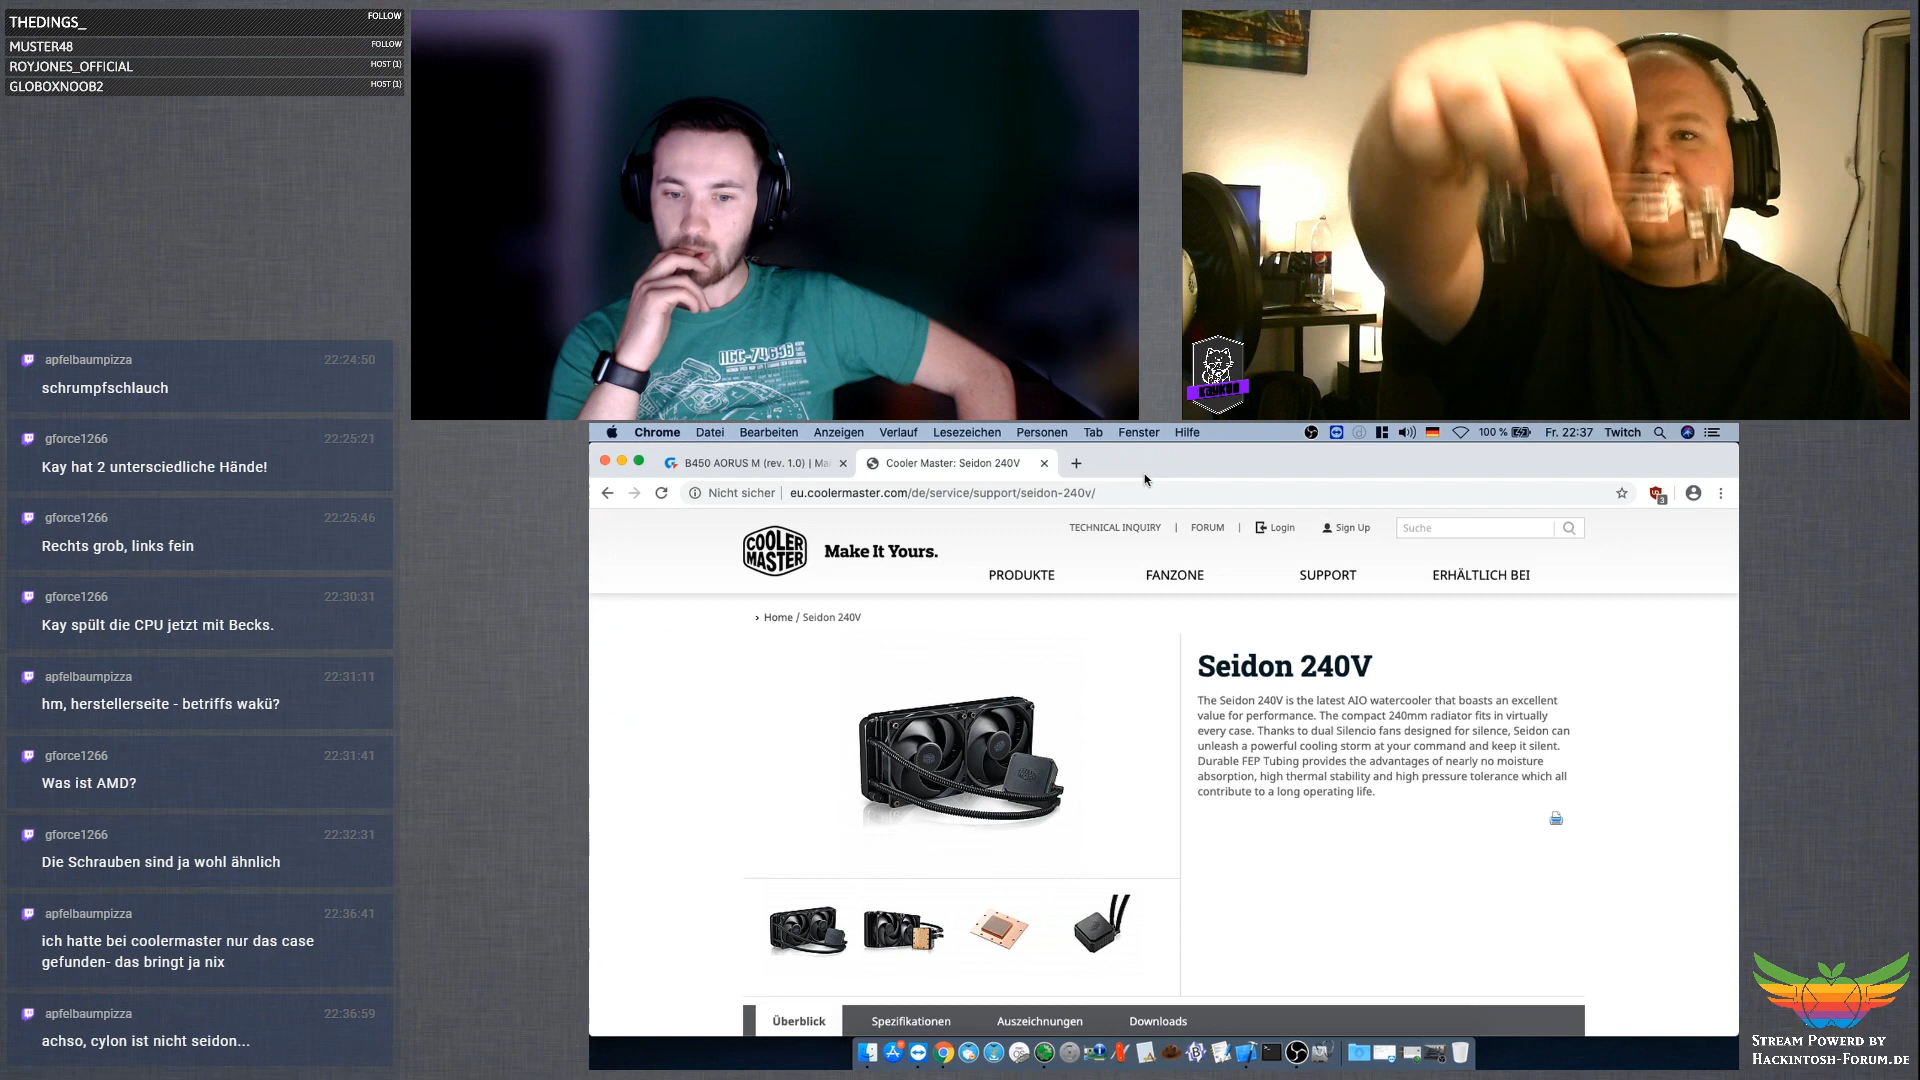 THEDINGS_ FOLLOW
MUSTER48 FOLLOW
ROYJONES_OFFICIAL HOST (1)
GLOBOXNOOB2 HOST (1)
apfelbaumpizza 22:24:50
schrumpfschlauch
gforce1266 22:25:21
Kay hat 2 untersciedliche Hände!
gforce1266 22:25:46
Rechts grob, links fein
gforce1266 22:30:31
Kay spült die CPU jetzt mit Becks.
apfelbaumpizza 22:31:11
hm, herstellerseite - betriffs wakü?
gforce1266 22:31:41
Was ist AMD?
gforce1266 22:32:31
Die Schrauben sind ja wohl ähnlich
apfelbaumpizza 22:36:41
ich hatte bei coolermaster nur das case
gefunden- das bringt ja nix
apfelbaumpizza 22:36:59
achso, cylon ist nicht seidon...
NCC-74656
Chrome Datei Bearbeiten Anzeigen Verlauf Lesezeichen Personen Tab Fenster Hilfe 100 % Fr. 22:37 Twitch
B450 AORUS M (rev. 1.0) | Ma Cooler Master: Seidon 240V
Nicht sicher eu.coolermaster.com/de/service/support/seidon-240v/ 3
TECHNICAL INQUIRY | FORUM | Login Sign Up Suche
COOLER MASTER Make It Yours.
PRODUKTE FANZONE SUPPORT ERHÄLTLICH BEI
› Home / Seidon 240V
Seidon 240V
The Seidon 240V is the latest AIO watercooler that boasts an excellent
value for performance. The compact 240mm radiator fits in virtually
every case. Thanks to dual Silencio fans designed for silence, Seidon can
unleash a powerful cooling storm at your command and keep it silent.
Durable FEP Tubing provides the advantages of nearly no moisture
absorption, high thermal stability and high pressure tolerance which all
contribute to a long operating life.
Überblick Spezifikationen Auszeichnungen Downloads
Stream Powerd by
Hackintosh-Forum.de